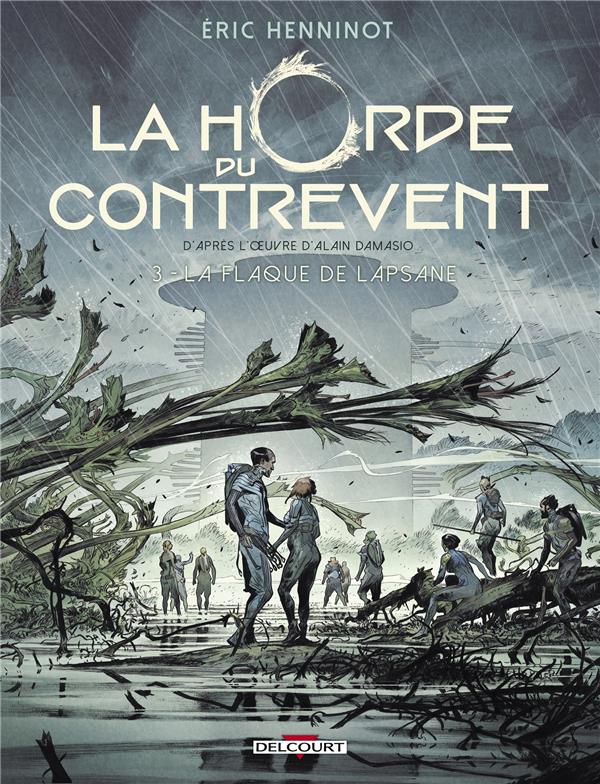 ÉRIC HENNINOT
LA HORDE
DU
CONTREVENT
D'APRÈS L'ŒUVRE D'ALAIN DAMASIO
3 - LA FLAQUE DE LAPSANE
DELCOURT